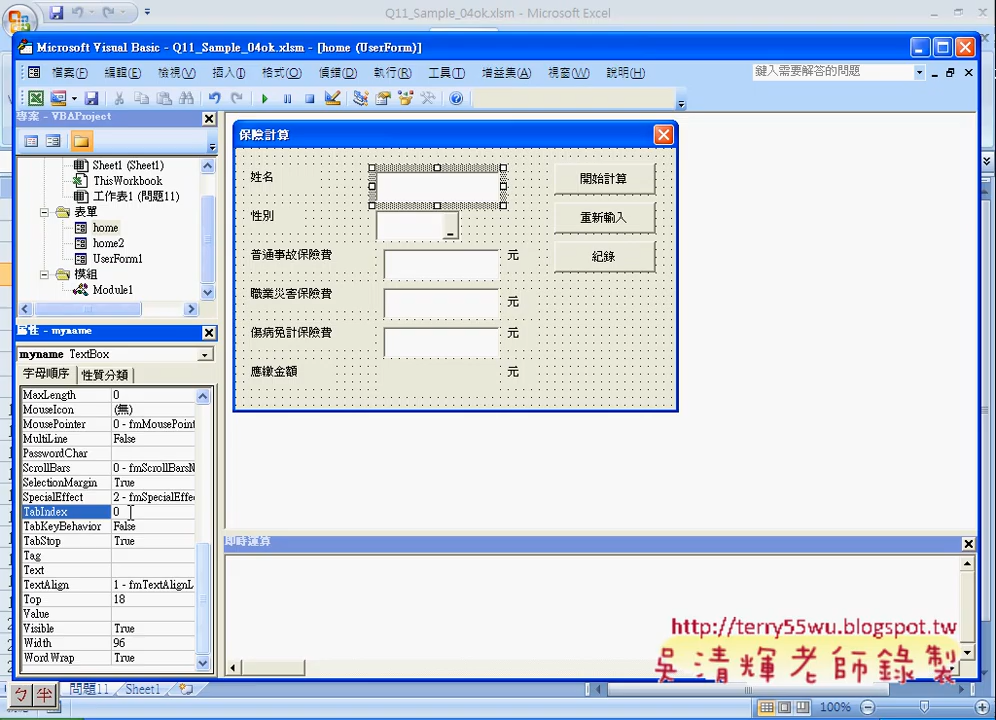 Q11_Sample_04ok.xlsm - Microsoft Excel
Microsoft Visual Basic - Q11_Sample_04ok.xlsm - [home (UserForm)]
檔案(F) 編輯(E) 檢視(V) 插入(I) 格式(O) 偵錯(D) 執行(R) 工具(T) 增益集(A) 視窗(W) 說明(H) 鍵入需要解答的問題
專案 - VBAProject
Sheet1 (Sheet1)
ThisWorkbook
工作表1 (問題11)
表單
home
home2
UserForm1
模組
Module1
保險計算
姓名
開始計算
性別
重新輸入
普通事故保險費 元
紀錄
職業災害保險費 元
傷病免計保險費 元
應繳金額 元
屬性 - myname
myname TextBox
字母順序 性質分類
MaxLength 0
MouseIcon (無)
MousePointer 0 - fmMousePoint
MultiLine False
PasswordChar
ScrollBars 0 - fmScrollBarsN
SelectionMargin True
SpecialEffect 2 - fmSpecialEffe
TabIndex 0
TabKeyBehavior False
TabStop True
Tag
Text
TextAlign 1 - fmTextAlignL
Top 18
Value
Visible True
Width 96
WordWrap True
即時運算
http://terry55wu.blogspot.tw
吳清輝老師錄製
ㄅ 半
問題11 Sheet1
100%